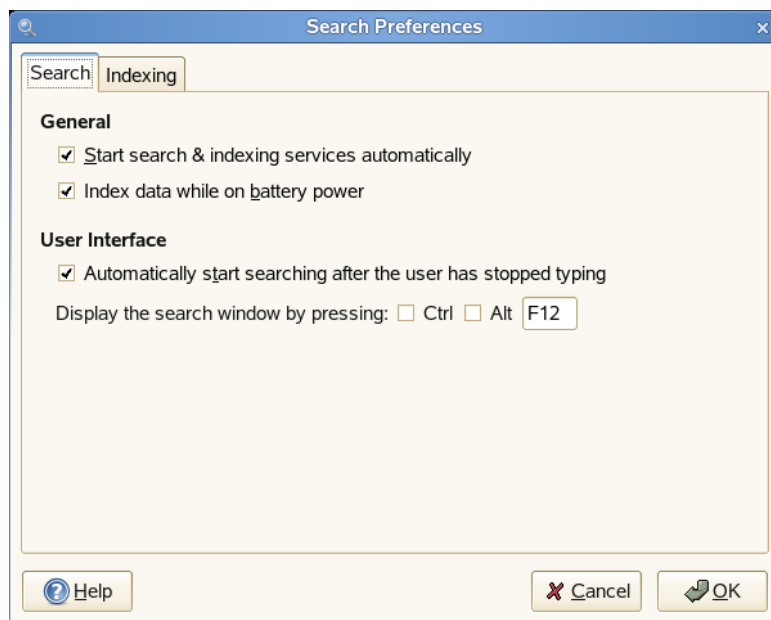 Search Preferences
Search Indexing
General
Start search & indexing services automatically
Index data while on battery power
User Interface
Automatically start searching after the user has stopped typing
Display the search window by pressing: Ctrl Alt F12
Help Cancel OK